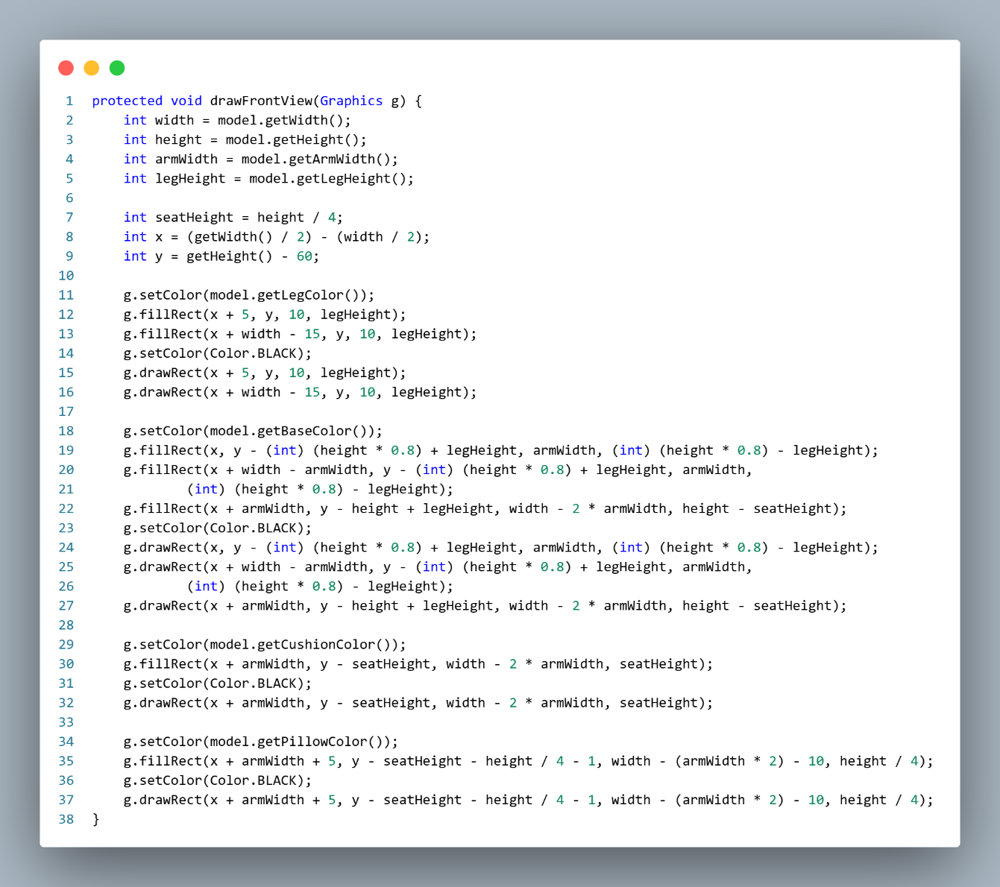 1 protected void drawFrontView(Graphics g) {
2     int width = model.getWidth();
3     int height = model.getHeight();
4     int armWidth = model.getArmWidth();
5     int legHeight = model.getLegHeight();
6
7     int seatHeight = height / 4;
8     int x = (getWidth() / 2) - (width / 2);
9     int y = getHeight() - 60;
10
11     g.setColor(model.getLegColor());
12     g.fillRect(x + 5, y, 10, legHeight);
13     g.fillRect(x + width - 15, y, 10, legHeight);
14     g.setColor(Color.BLACK);
15     g.drawRect(x + 5, y, 10, legHeight);
16     g.drawRect(x + width - 15, y, 10, legHeight);
17
18     g.setColor(model.getBaseColor());
19     g.fillRect(x, y - (int) (height * 0.8) + legHeight, armWidth, (int) (height * 0.8) - legHeight);
20     g.fillRect(x + width - armWidth, y - (int) (height * 0.8) + legHeight, armWidth,
21             (int) (height * 0.8) - legHeight);
22     g.fillRect(x + armWidth, y - height + legHeight, width - 2 * armWidth, height - seatHeight);
23     g.setColor(Color.BLACK);
24     g.drawRect(x, y - (int) (height * 0.8) + legHeight, armWidth, (int) (height * 0.8) - legHeight);
25     g.drawRect(x + width - armWidth, y - (int) (height * 0.8) + legHeight, armWidth,
26             (int) (height * 0.8) - legHeight);
27     g.drawRect(x + armWidth, y - height + legHeight, width - 2 * armWidth, height - seatHeight);
28
29     g.setColor(model.getCushionColor());
30     g.fillRect(x + armWidth, y - seatHeight, width - 2 * armWidth, seatHeight);
31     g.setColor(Color.BLACK);
32     g.drawRect(x + armWidth, y - seatHeight, width - 2 * armWidth, seatHeight);
33
34     g.setColor(model.getPillowColor());
35     g.fillRect(x + armWidth + 5, y - seatHeight - height / 4 - 1, width - (armWidth * 2) - 10, height / 4);
36     g.setColor(Color.BLACK);
37     g.drawRect(x + armWidth + 5, y - seatHeight - height / 4 - 1, width - (armWidth * 2) - 10, height / 4);
38 }